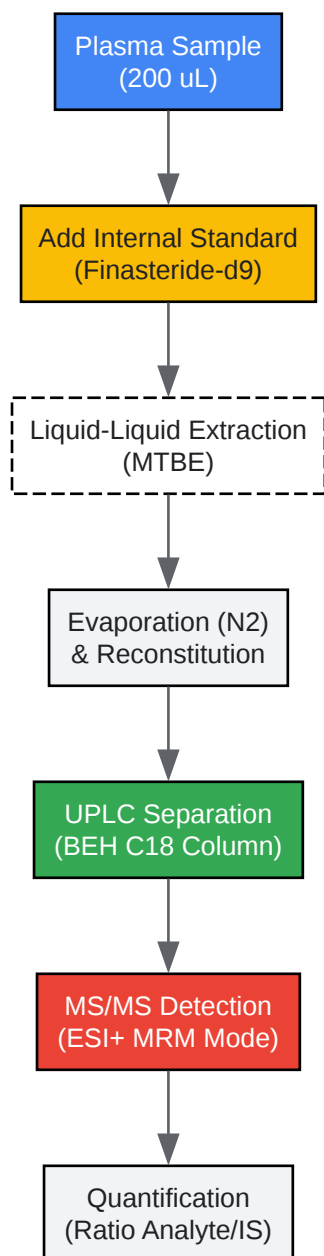 Plasma Sample
(200 uL)
Add Internal Standard
(Finasteride-d9)
Liquid-Liquid Extraction
(MTBE)
Evaporation (N2)
& Reconstitution
UPLC Separation
(BEH C18 Column)
MS/MS Detection
(ESI+ MRM Mode)
Quantification
(Ratio Analyte/IS)